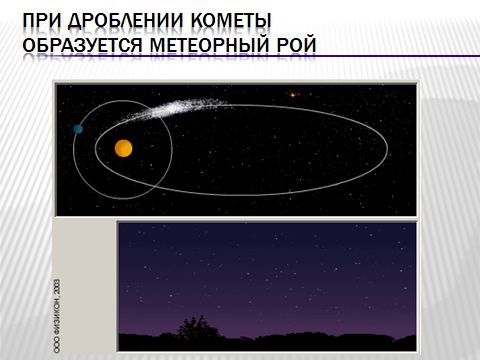 ПРИ ДРОБЛЕНИИ КОМЕТЫ
ОБРАЗУЕТСЯ МЕТЕОРНЫЙ РОЙ
ООО ФИЗИКОН, 2003